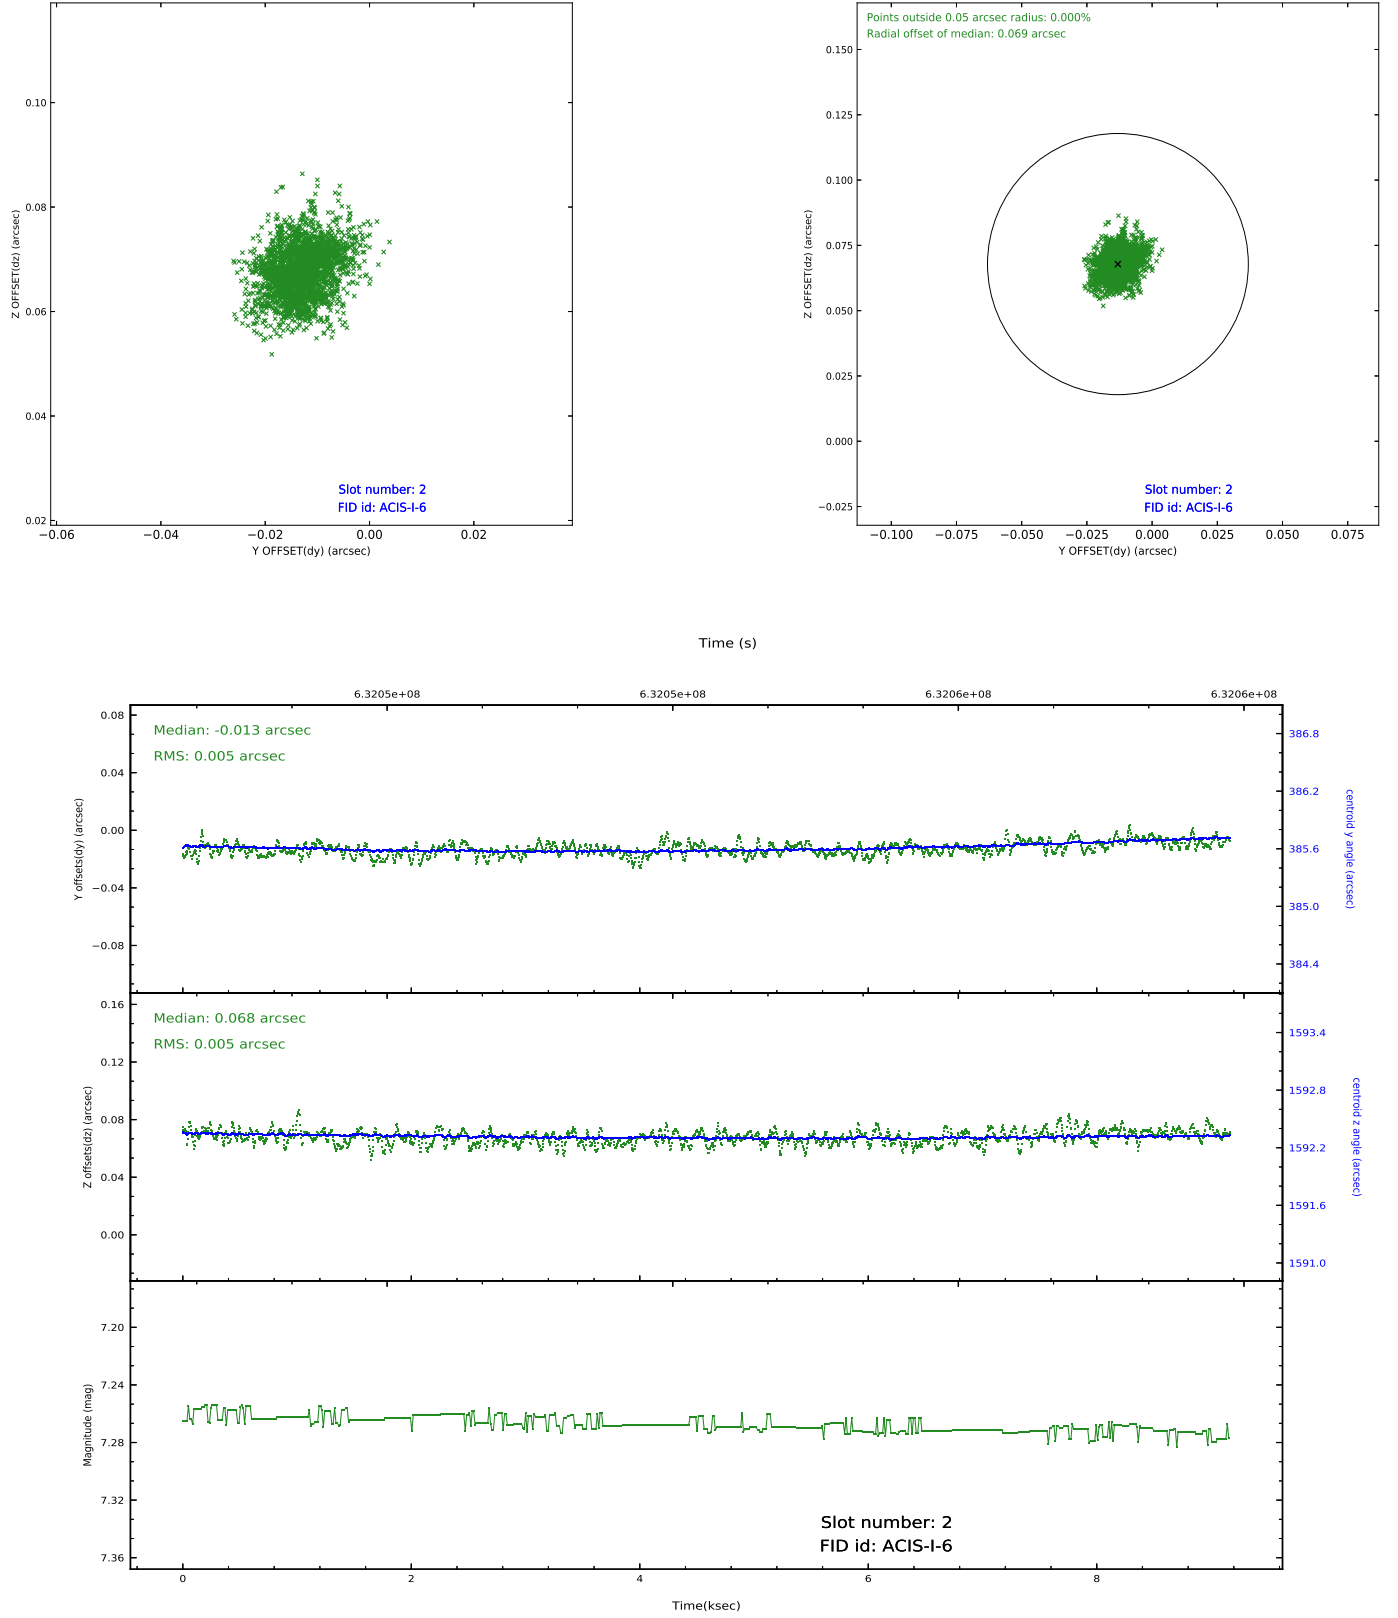 0.10
0.08
0.06
0.04
0.02
Z OFFSET(dz) (arcsec)
−0.06 −0.04 −0.02 0.00 0.02
Y OFFSET(dy) (arcsec)
Slot number: 2
FID id: ACIS-I-6
Points outside 0.05 arcsec radius: 0.000%
Radial offset of median: 0.069 arcsec
0.150
0.125
0.100
0.075
0.050
0.025
0.000
−0.025
Z OFFSET(dz) (arcsec)
−0.100 −0.075 −0.050 −0.025 0.000 0.025 0.050 0.075
Y OFFSET(dy) (arcsec)
Slot number: 2
FID id: ACIS-I-6
Time (s)
6.3205e+08 6.3205e+08 6.3206e+08 6.3206e+08
Median: -0.013 arcsec
RMS: 0.005 arcsec
0.08
0.04
0.00
−0.04
−0.08
Y offsets(dy) (arcsec)
386.8
386.2
385.6
385.0
384.4
centroid y angle (arcsec)
Median: 0.068 arcsec
RMS: 0.005 arcsec
0.16
0.12
0.08
0.04
0.00
Z offsets(dz) (arcsec)
1593.4
1592.8
1592.2
1591.6
1591.0
centroid z angle (arcsec)
7.20
7.24
7.28
7.32
7.36
Magnitude (mag)
Slot number: 2
FID id: ACIS-I-6
0 2 4 6 8
Time(ksec)